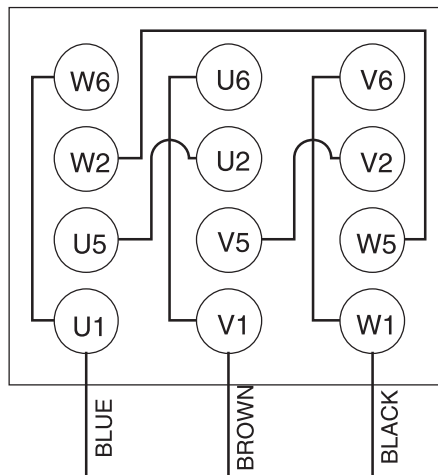 W6 U6 V6
W2 U2 V2
U5 V5 W5
U1 V1 W1
BLUE
BROWN
BLACK